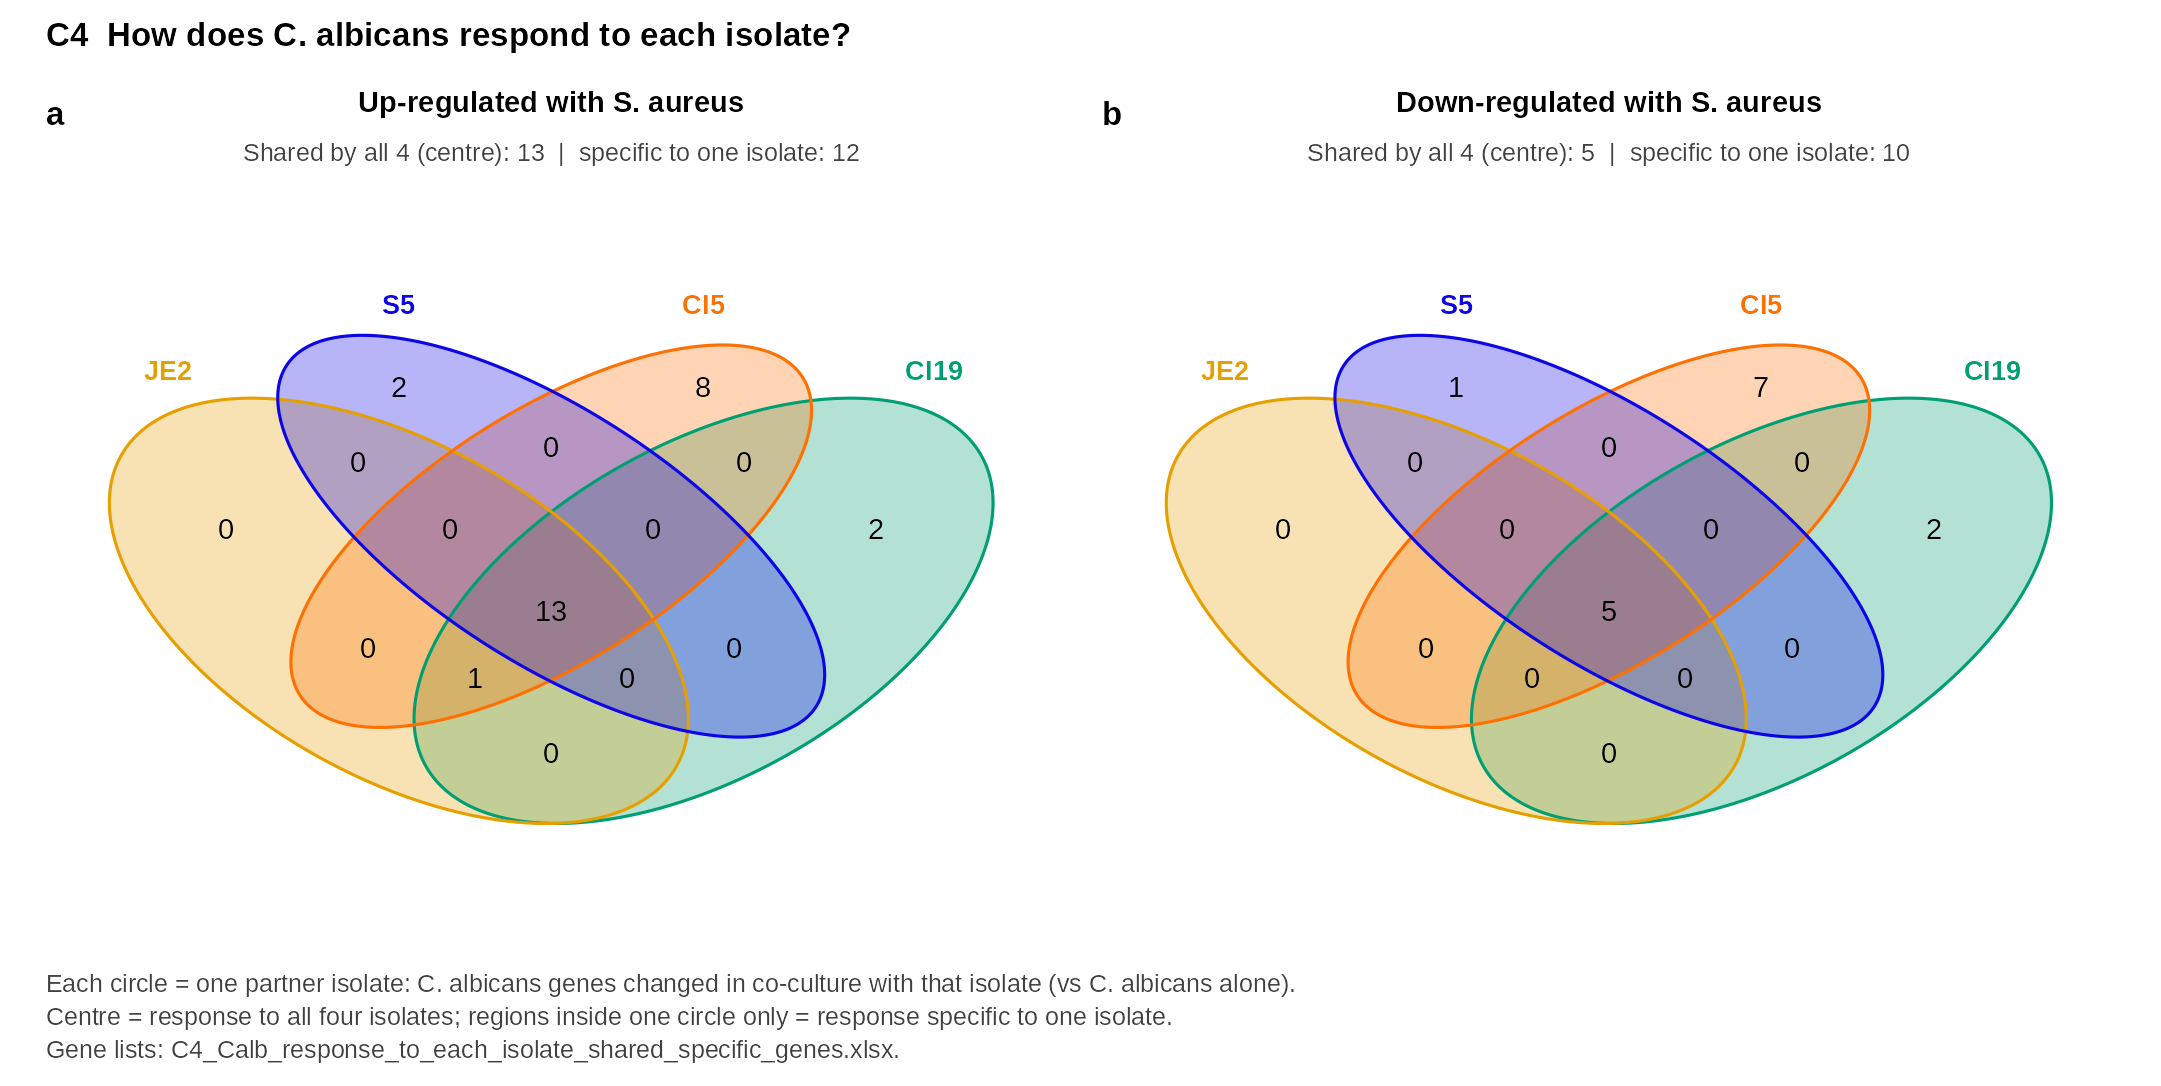 C4  How does C. albicans respond to each isolate?
a
Up-regulated with S. aureus
Shared by all 4 (centre): 13  |  specific to one isolate: 12
S5
CI5
JE2
CI19
2
8
0
0
0
0
0
0
2
13
0
0
1
0
0
b
Down-regulated with S. aureus
Shared by all 4 (centre): 5  |  specific to one isolate: 10
S5
CI5
JE2
CI19
1
7
0
0
0
0
0
0
2
5
0
0
0
0
0
Each circle = one partner isolate: C. albicans genes changed in co-culture with that isolate (vs C. albicans alone).
Centre = response to all four isolates; regions inside one circle only = response specific to one isolate.
Gene lists: C4_Calb_response_to_each_isolate_shared_specific_genes.xlsx.